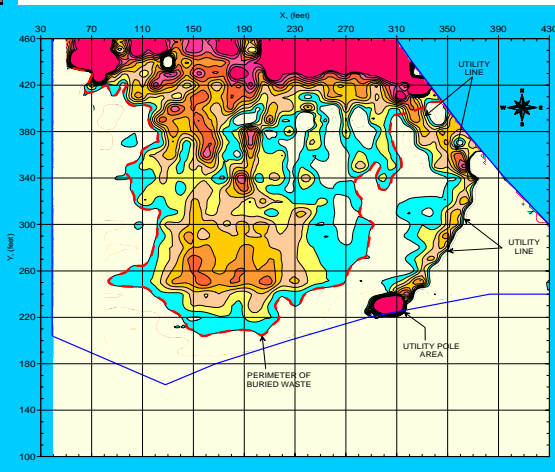 X, (feet)
30 70 110 150 190 230 270 310 350 390 430
460
420
380
340
300
260
220
180
140
100
Y, (feet)
UTILITY
LINE
N
W E
S
UTILITY
LINE
UTILITY POLE
AREA
PERIMETER OF
BURIED WASTE